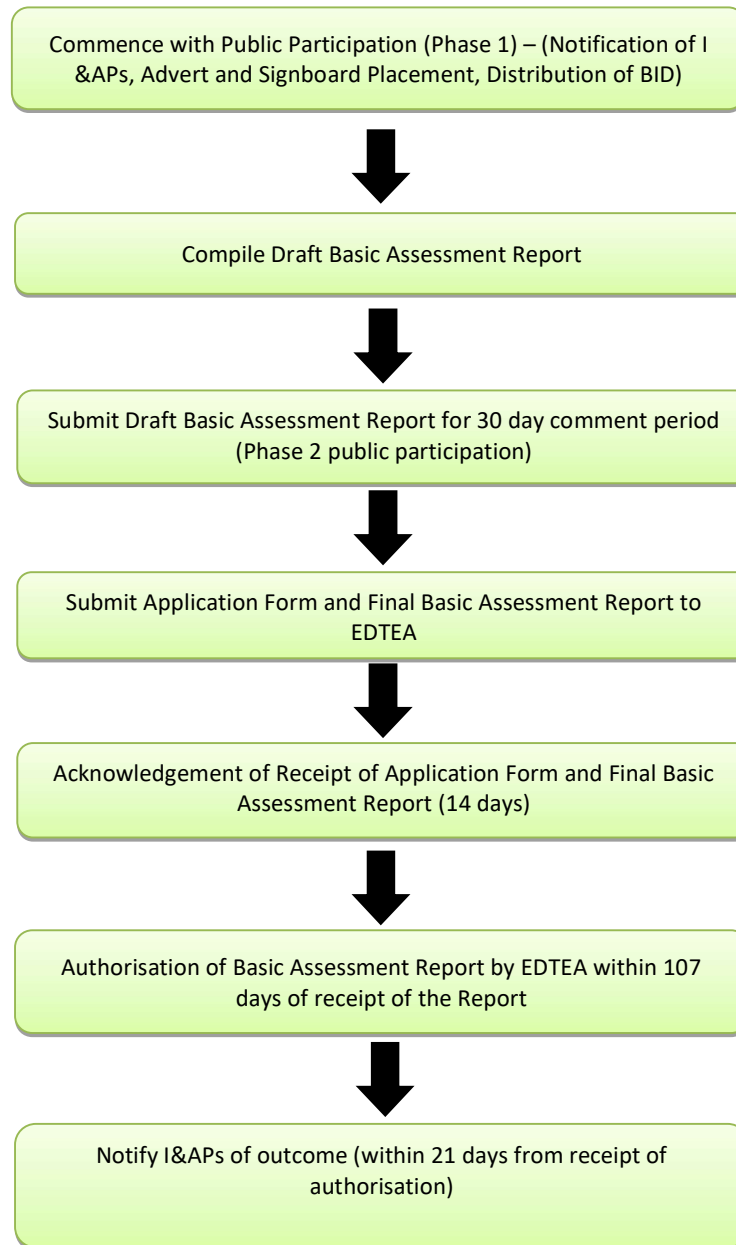 Commence with Public Participation (Phase 1) – (Notification of I
&APs, Advert and Signboard Placement, Distribution of BID)
Compile Draft Basic Assessment Report
Submit Draft Basic Assessment Report for 30 day comment period
(Phase 2 public participation)
Submit Application Form and Final Basic Assessment Report to
EDTEA
Acknowledgement of Receipt of Application Form and Final Basic
Assessment Report (14 days)
Authorisation of Basic Assessment Report by EDTEA within 107
days of receipt of the Report
Notify I&APs of outcome (within 21 days from receipt of
authorisation)